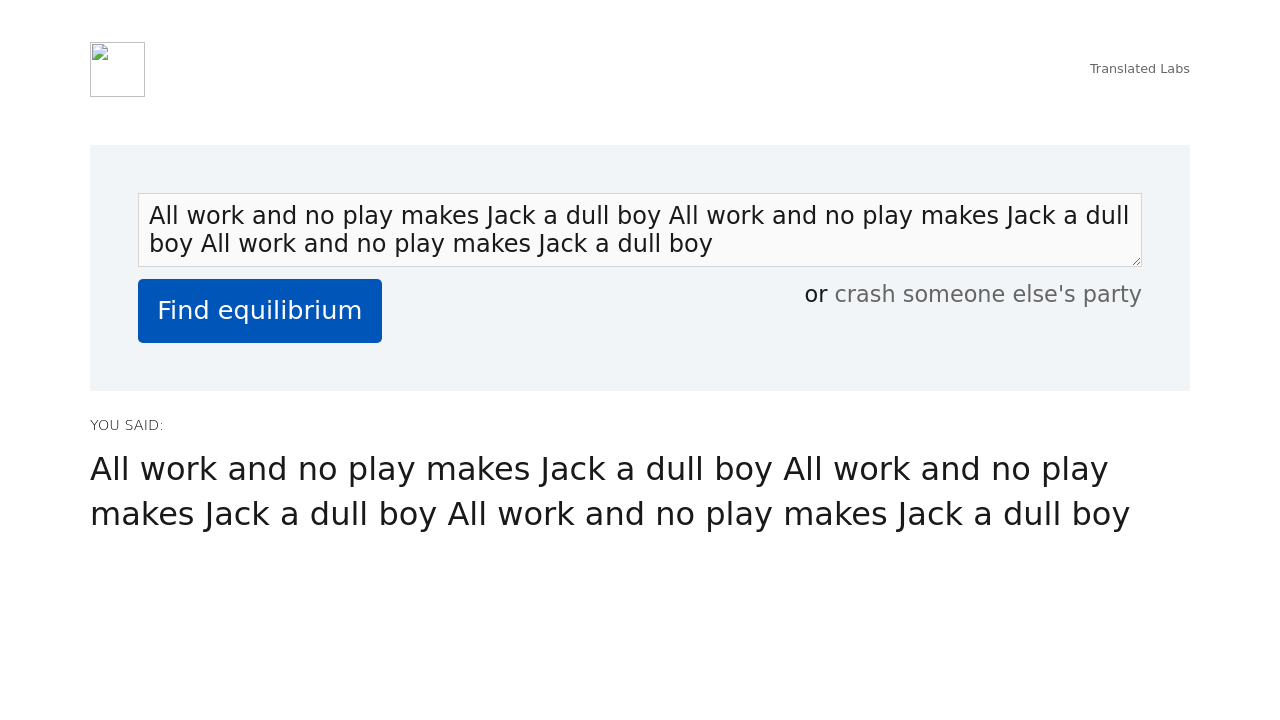 Translated Labs
All work and no play makes Jack a dull boy All work and no play makes Jack a dull
boy All work and no play makes Jack a dull boy
Find equilibrium
or crash someone else's party
YOU SAID:
All work and no play makes Jack a dull boy All work and no play
makes Jack a dull boy All work and no play makes Jack a dull boy